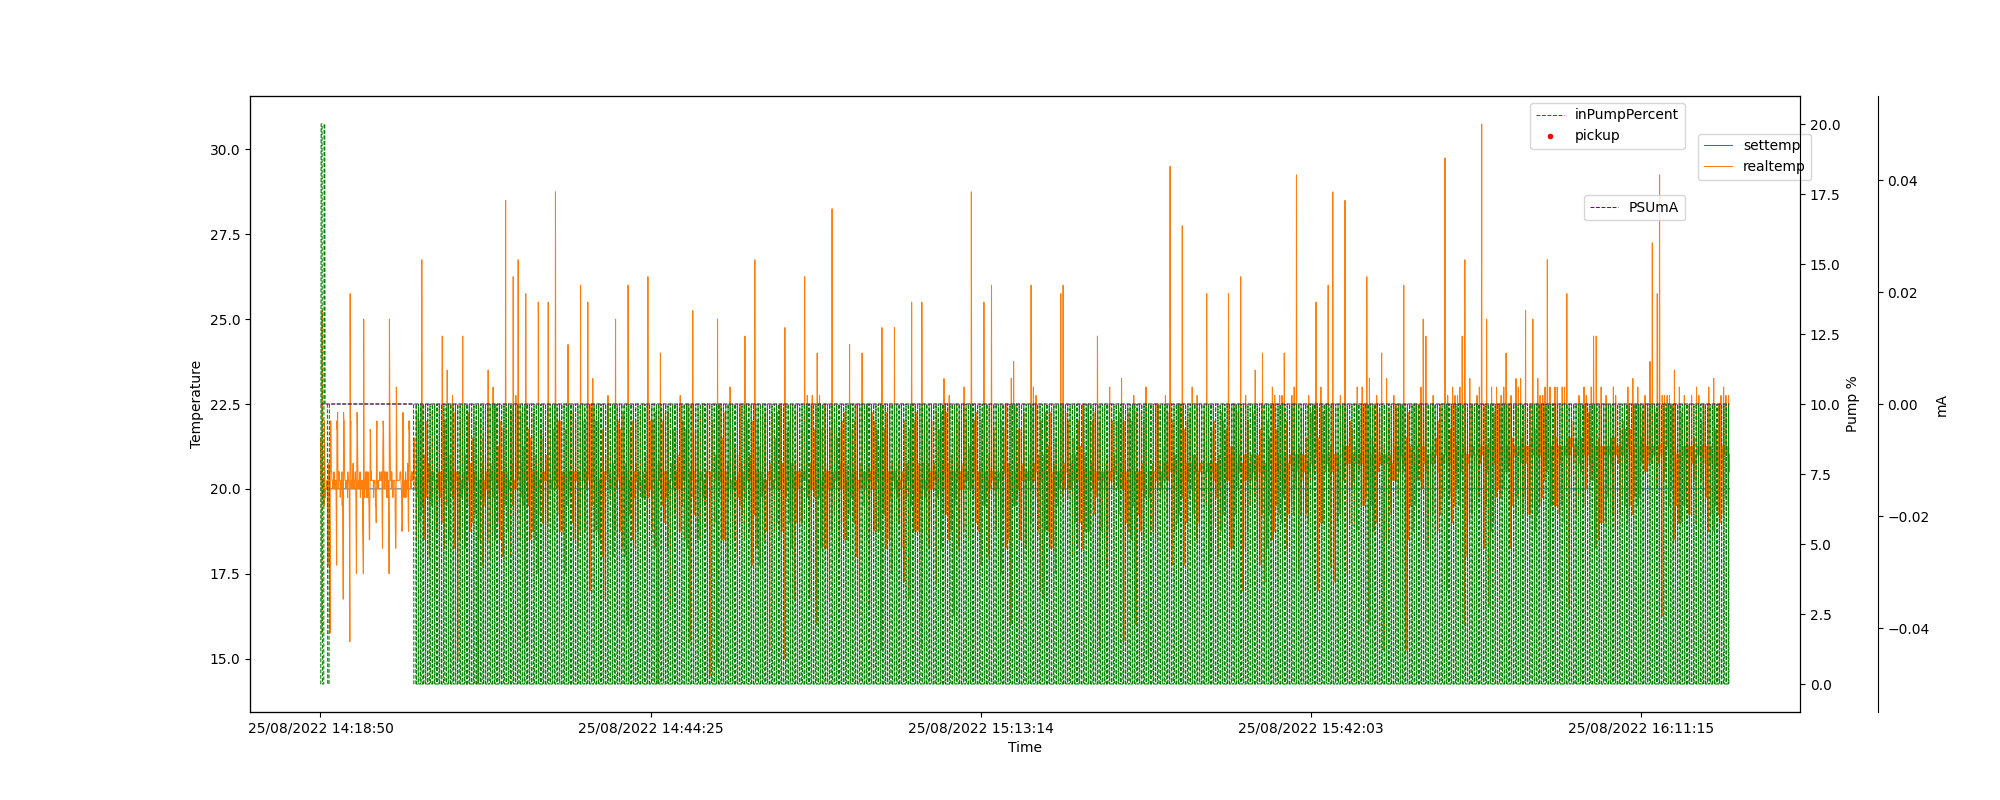 inPumpPercent
pickup
settemp
realtemp
PSUmA
30.0
27.5
25.0
22.5
20.0
17.5
15.0
Temperature
20.0
17.5
15.0
12.5
10.0
7.5
5.0
2.5
0.0
Pump %
0.04
0.02
0.00
−0.02
−0.04
mA
25/08/2022 14:18:50
25/08/2022 14:44:25
25/08/2022 15:13:14
25/08/2022 15:42:03
25/08/2022 16:11:15
Time